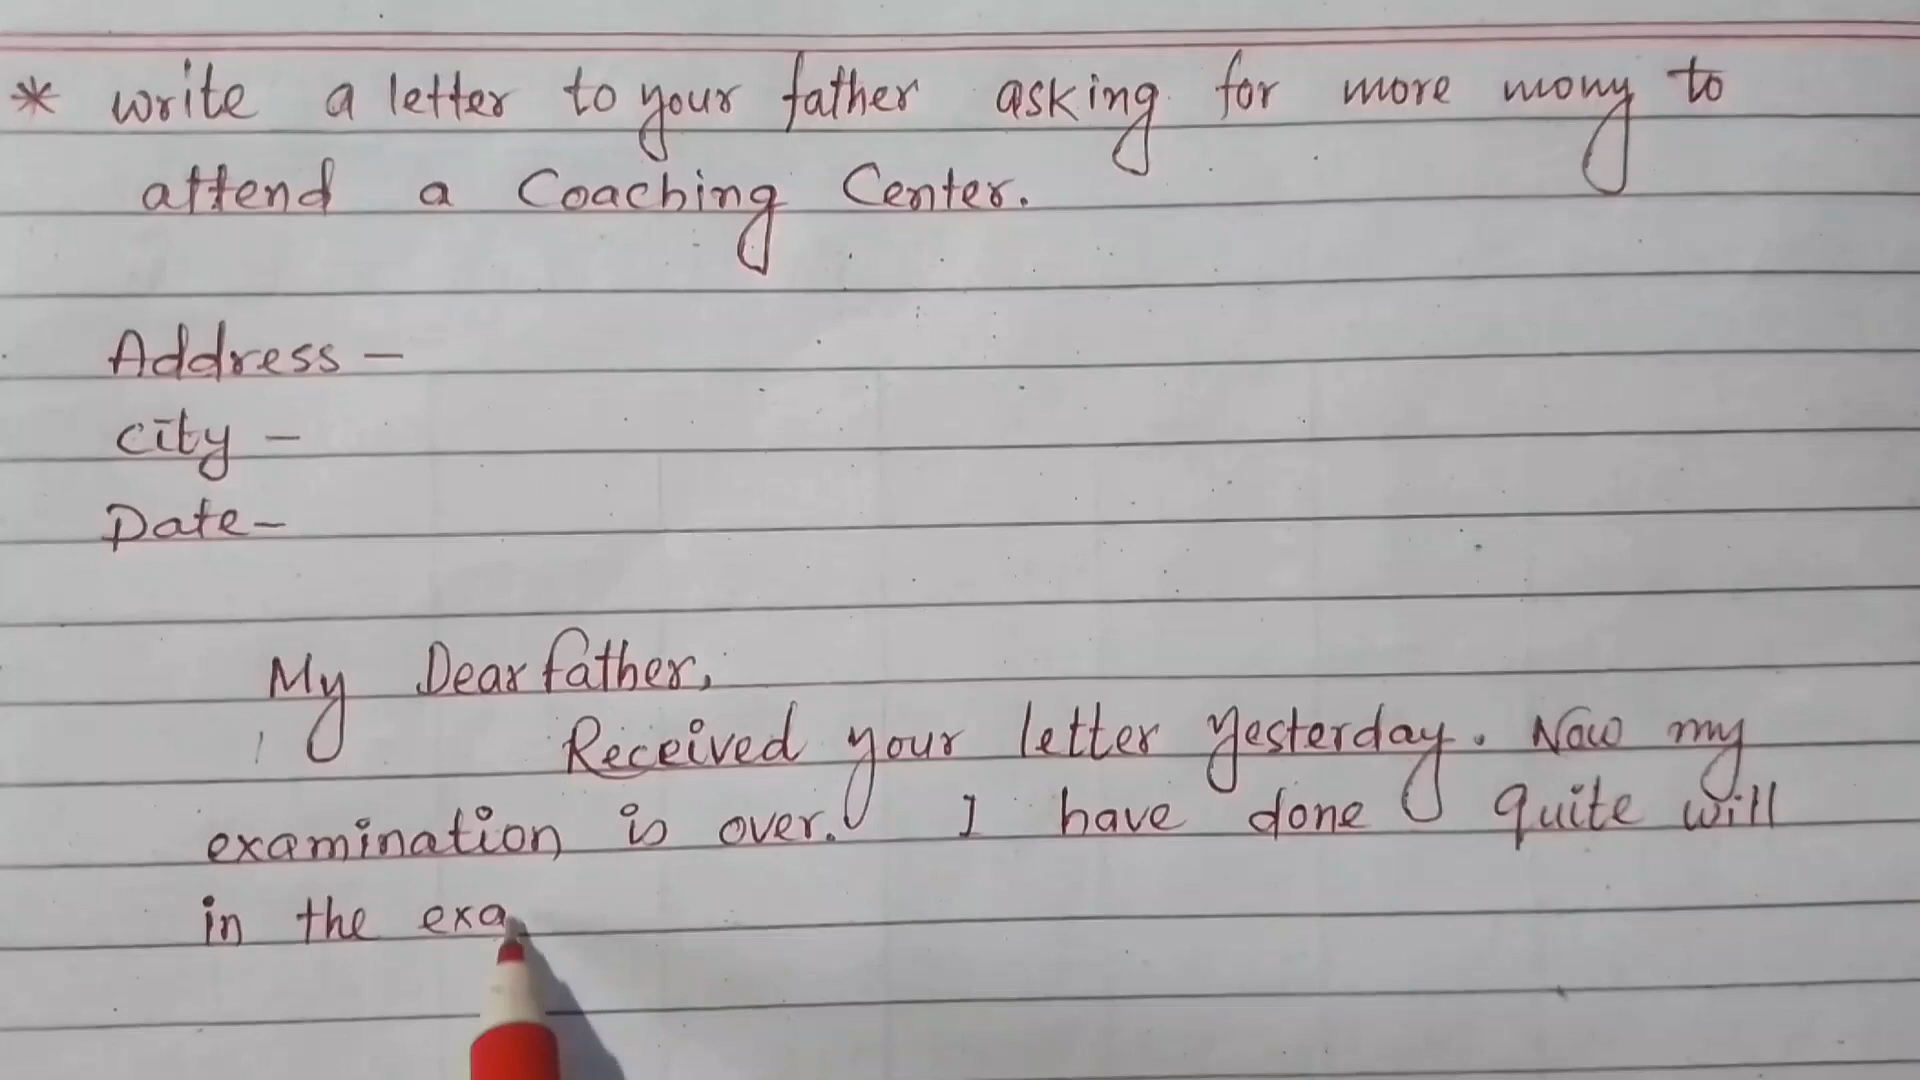 * write a letter to your father asking for more mony to
attend a Coaching Center.
Address -
City -
Date -
My Dear father,
Received your letter yesterday. Now my
examination is over. I have done quite will
in the exa